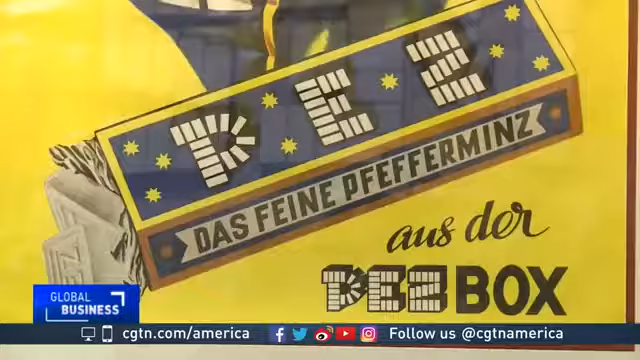 PEZ
DAS FEINE PFEFFERMINZ
aus der
PEZ BOX
GLOBAL
BUSINESS
cgtn.com/america
Follow us @cgtnamerica